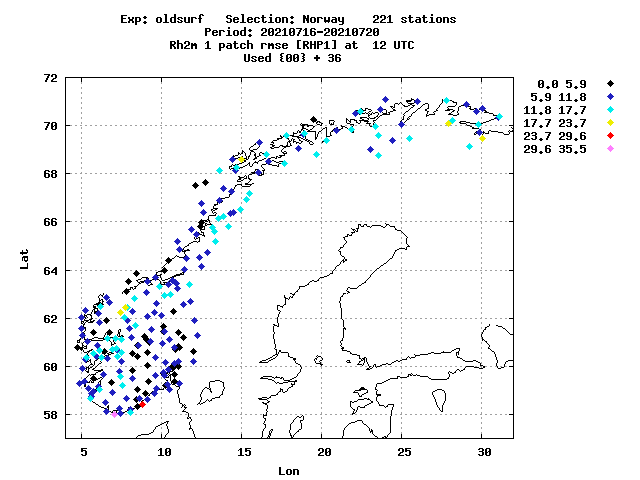 Exp: oldsurf   Selection: Norway    221 stations
Period: 20210716-20210720
Rh2m 1 patch rmse [RHP1] at  12 UTC
Used {00} + 36
72
70
68
66
64
62
60
58
Lat
5 10 15 20 25 30
Lon
0.0 5.9
5.9 11.8
11.8 17.7
17.7 23.7
23.7 29.6
29.6 35.5